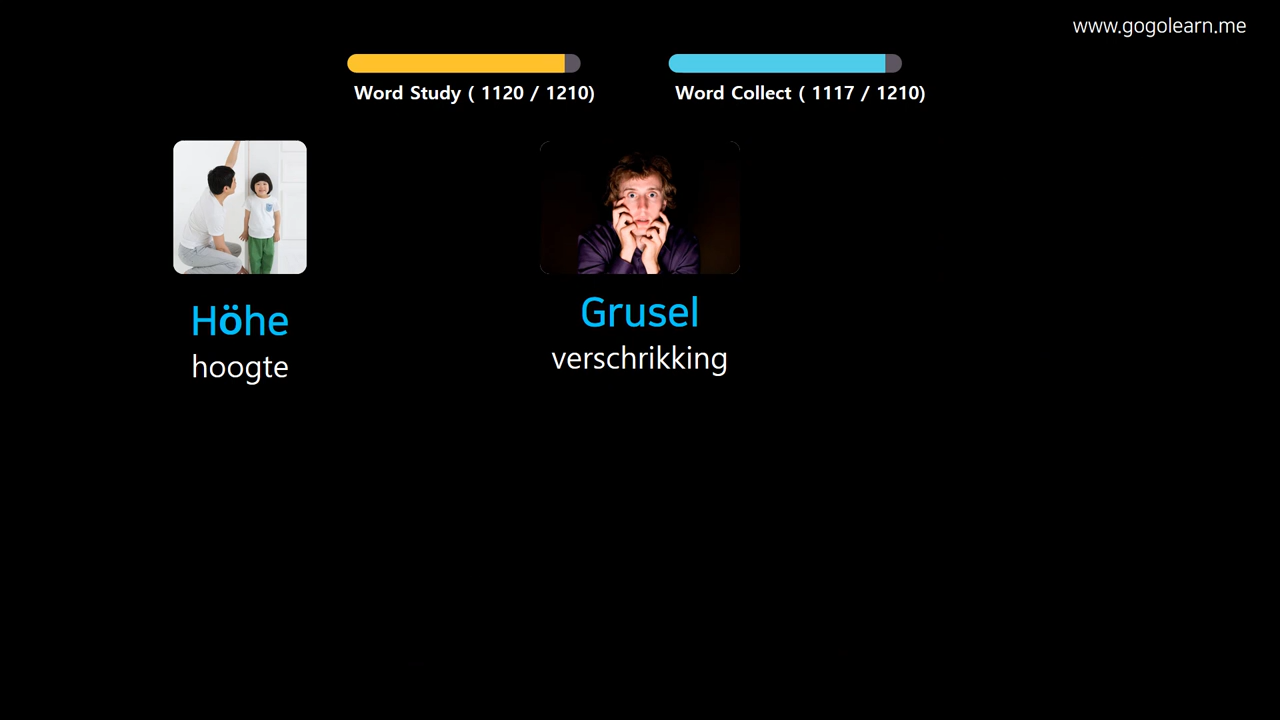 www.gogolearn.me
Word Study ( 1120 / 1210)
Word Collect ( 1117 / 1210)
Höhe
hoogte
Grusel
verschrikking